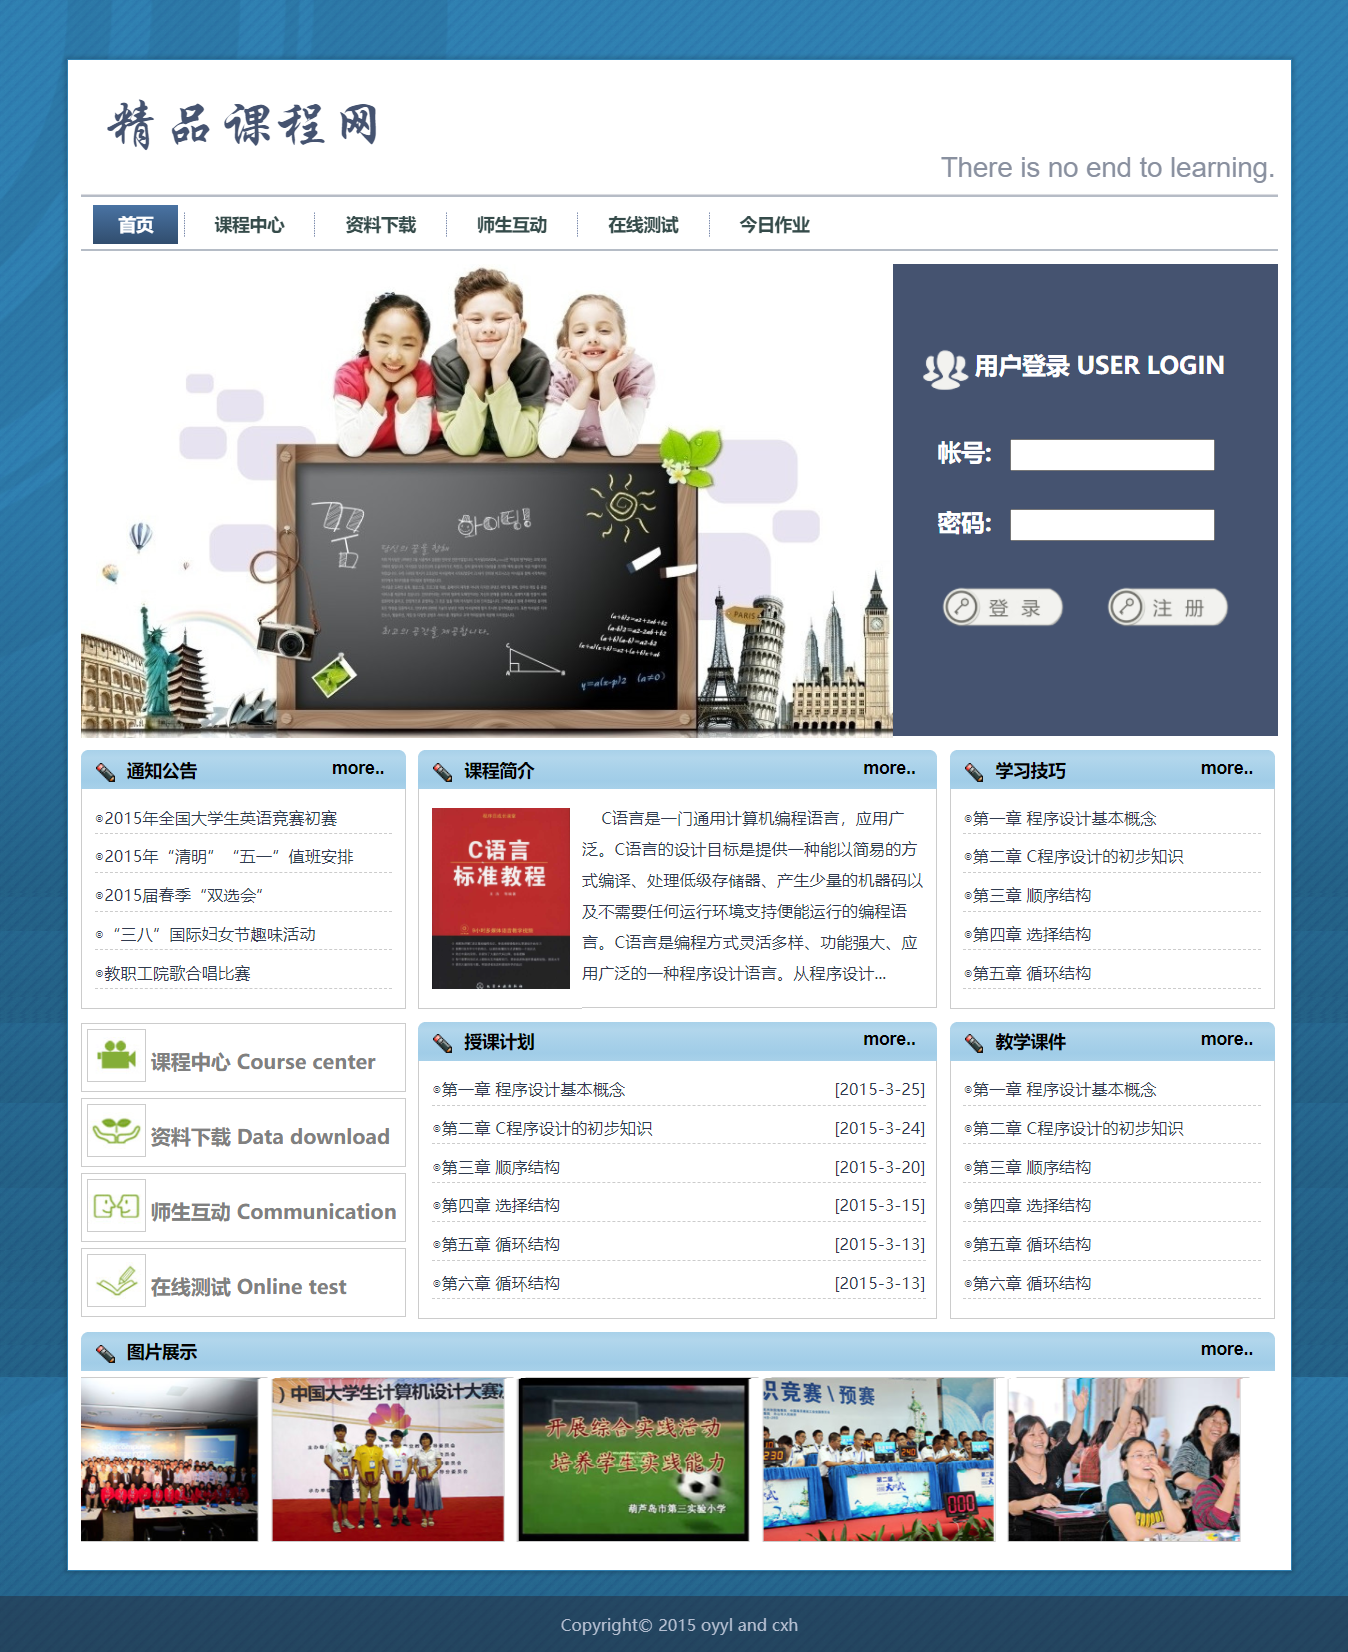 精品课程网
There is no end to learning.
首页
课程中心
资料下载
师生互动
在线测试
今日作业
꿈
하이팅!
PARIS
y=a(x-p)2 (a≠0)
用户登录 USER LOGIN
帐号:
密码:
登 录
注 册
通知公告
more..
2015年全国大学生英语竞赛初赛
2015年“清明”“五一”值班安排
2015届春季“双选会”
“三八”国际妇女节趣味活动
教职工院歌合唱比赛
课程简介
more..
C语言
标准教程
C语言是一门通用计算机编程语言，应用广
泛。C语言的设计目标是提供一种能以简易的方
式编译、处理低级存储器、产生少量的机器码以
及不需要任何运行环境支持便能运行的编程语
言。C语言是编程方式灵活多样、功能强大、应
用广泛的一种程序设计语言。从程序设计...
学习技巧
more..
第一章 程序设计基本概念
第二章 C程序设计的初步知识
第三章 顺序结构
第四章 选择结构
第五章 循环结构
课程中心 Course center
资料下载 Data download
师生互动 Communication
在线测试 Online test
授课计划
more..
第一章 程序设计基本概念 [2015-3-25]
第二章 C程序设计的初步知识 [2015-3-24]
第三章 顺序结构 [2015-3-20]
第四章 选择结构 [2015-3-15]
第五章 循环结构 [2015-3-13]
第六章 循环结构 [2015-3-13]
教学课件
more..
第一章 程序设计基本概念
第二章 C程序设计的初步知识
第三章 顺序结构
第四章 选择结构
第五章 循环结构
第六章 循环结构
图片展示
more..
）中国大学生计算机设计大赛
开展综合实践活动
培养学生实践能力
葫芦岛市第三实验小学
识竞赛\预赛
230
240
000
Copyright© 2015 oyyl and cxh